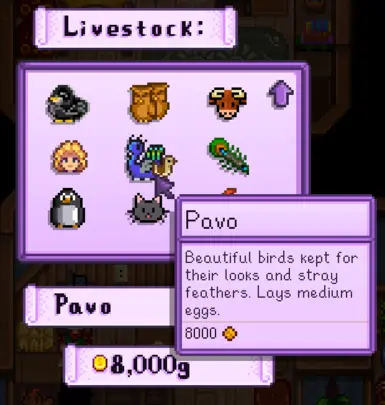 Livestock:
Pavo
Beautiful birds kept for
their looks and stray
feathers. Lays medium
eggs.
8000
Pavo
8,000g